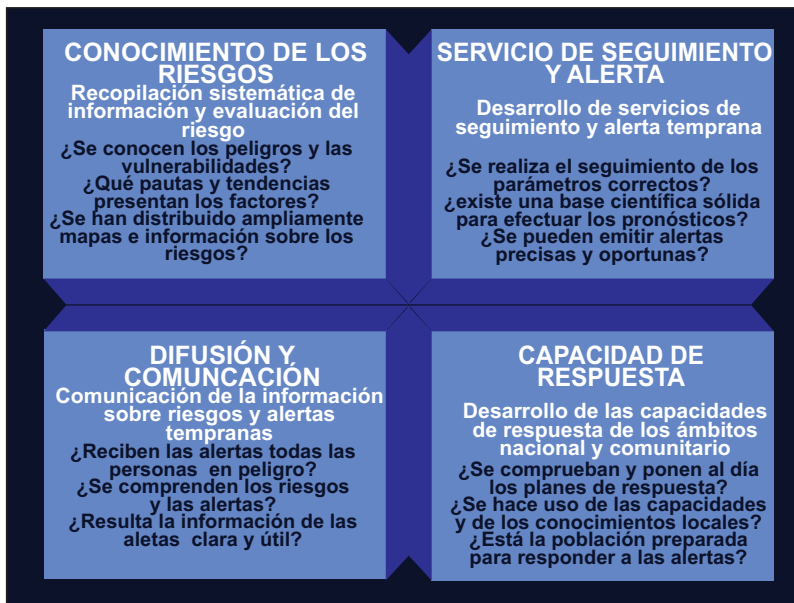 CONOCIMIENTO DE LOS
RIESGOS
Recopilación sistemática de
información y evaluación del
riesgo
¿Se conocen los peligros y las
vulnerabilidades?
¿Qué pautas y tendencias
presentan los factores?
¿Se han distribuido ampliamente
mapas e información sobre los
riesgos?
SERVICIO DE SEGUIMIENTO
Y ALERTA
Desarrollo de servicios de
seguimiento y alerta temprana
¿Se realiza el seguimiento de los
parámetros correctos?
¿existe una base científica sólida
para efectuar los pronósticos?
¿Se pueden emitir alertas
precisas y oportunas?
DIFUSIÓN Y
COMUNCACIÓN
Comunicación de la información
sobre riesgos y alertas
tempranas
¿Reciben las alertas todas las
personas en peligro?
¿Se comprenden los riesgos
y las alertas?
¿Resulta la información de las
aletas clara y útil?
CAPACIDAD DE
RESPUESTA
Desarrollo de las capacidades
de respuesta de los ámbitos
nacional y comunitario
¿Se comprueban y ponen al día
los planes de respuesta?
¿Se hace uso de las capacidades
y de los conocimientos locales?
¿Está la población preparada
para responder a las alertas?